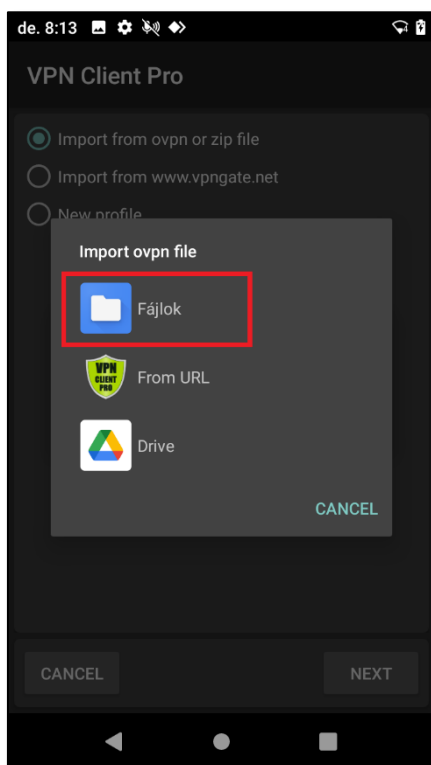 de. 8:13
VPN Client Pro
Import from ovpn or zip file
Import from www.vpngate.net
New profile
Import ovpn file
Fájlok
VPN
CLIENT
PRO
From URL
Drive
CANCEL
CANCEL
NEXT